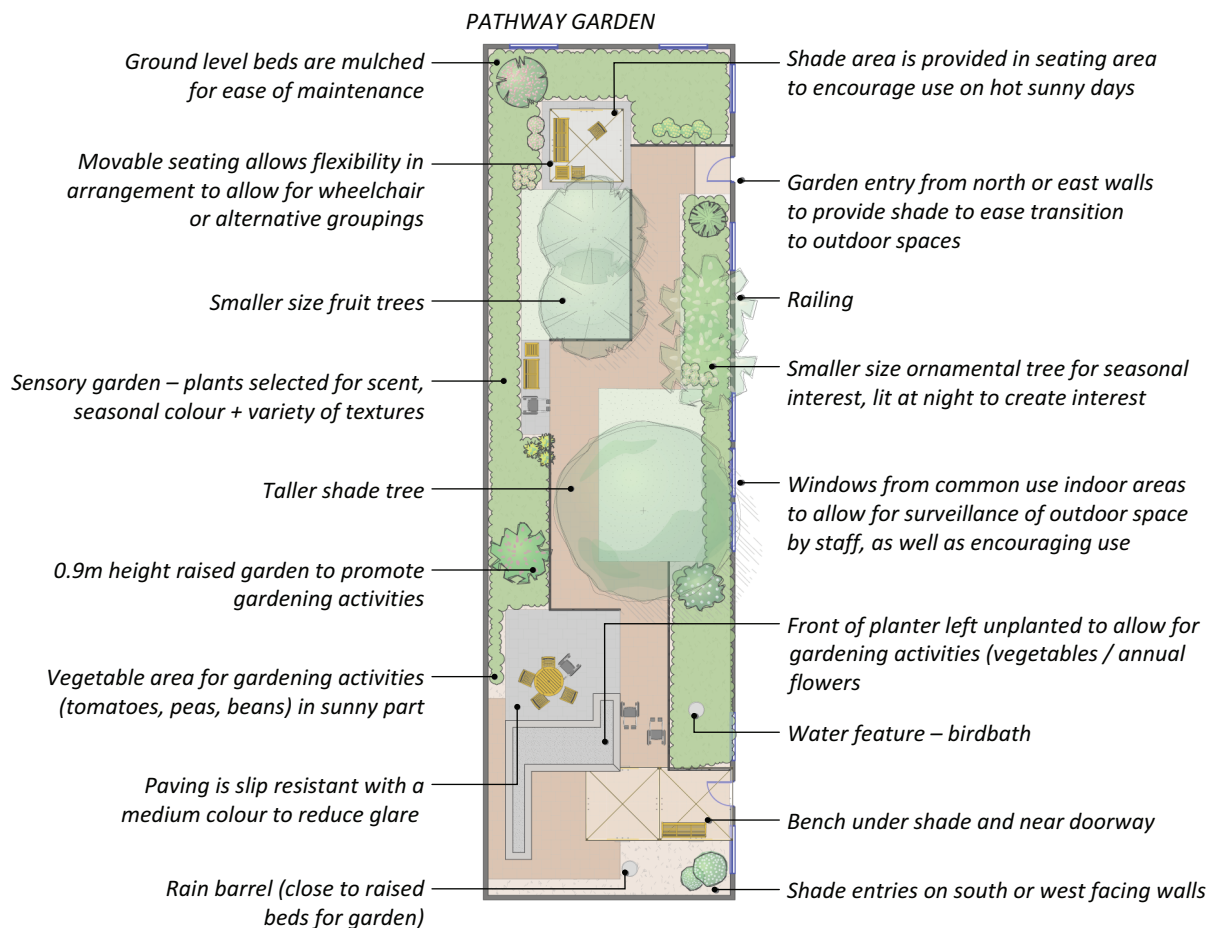 PATHWAY GARDEN
Ground level beds are mulched
for ease of maintenance
Movable seating allows flexibility in
arrangement to allow for wheelchair
or alternative groupings
Smaller size fruit trees
Sensory garden – plants selected for scent,
seasonal colour + variety of textures
Taller shade tree
0.9m height raised garden to promote
gardening activities
Vegetable area for gardening activities
(tomatoes, peas, beans) in sunny part
Paving is slip resistant with a
medium colour to reduce glare
Rain barrel (close to raised
beds for garden)
Shade area is provided in seating area
to encourage use on hot sunny days
Garden entry from north or east walls
to provide shade to ease transition
to outdoor spaces
Railing
Smaller size ornamental tree for seasonal
interest, lit at night to create interest
Windows from common use indoor areas
to allow for surveillance of outdoor space
by staff, as well as encouraging use
Front of planter left unplanted to allow for
gardening activities (vegetables / annual
flowers
Water feature – birdbath
Bench under shade and near doorway
Shade entries on south or west facing walls